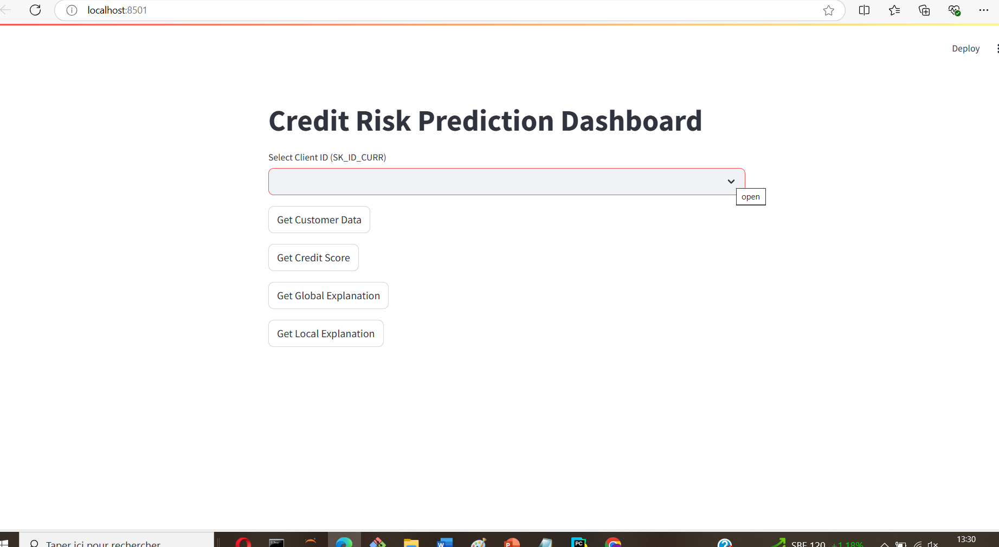 localhost:8501
Deploy
Credit Risk Prediction Dashboard
Select Client ID (SK_ID_CURR)
open
Get Customer Data
Get Credit Score
Get Global Explanation
Get Local Explanation
Taper ici pour rechercher
W
P
PC
?
SBF 120 +1,18%
13:30